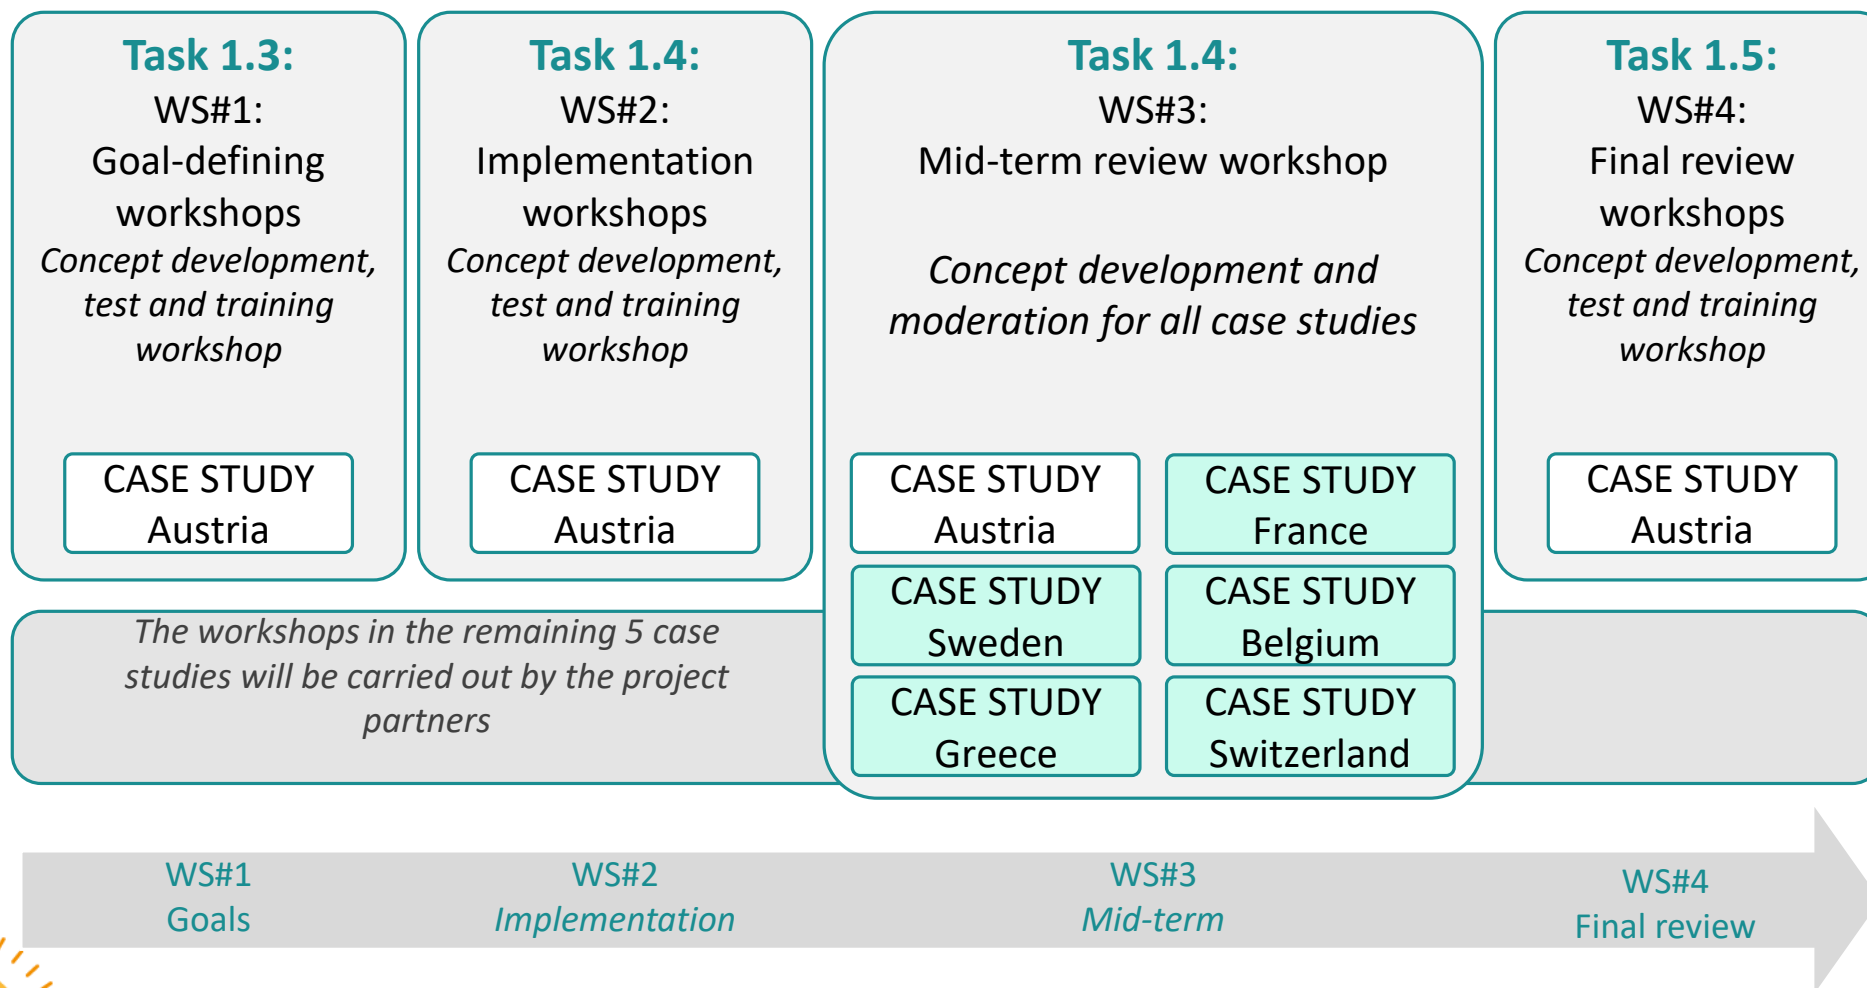 Task 1.3:
WS#1:
Goal-defining
workshops
Concept development,
test and training
workshop
CASE STUDY
Austria
Task 1.4:
WS#2:
Implementation
workshops
Concept development,
test and training
workshop
CASE STUDY
Austria
Task 1.4:
WS#3:
Mid-term review workshop
Concept development and
moderation for all case studies
CASE STUDY
Austria
CASE STUDY
France
CASE STUDY
Sweden
CASE STUDY
Belgium
CASE STUDY
Greece
CASE STUDY
Switzerland
Task 1.5:
WS#4:
Final review
workshops
Concept development,
test and training
workshop
CASE STUDY
Austria
The workshops in the remaining 5 case
studies will be carried out by the project
partners
WS#1
Goals
WS#2
Implementation
WS#3
Mid-term
WS#4
Final review